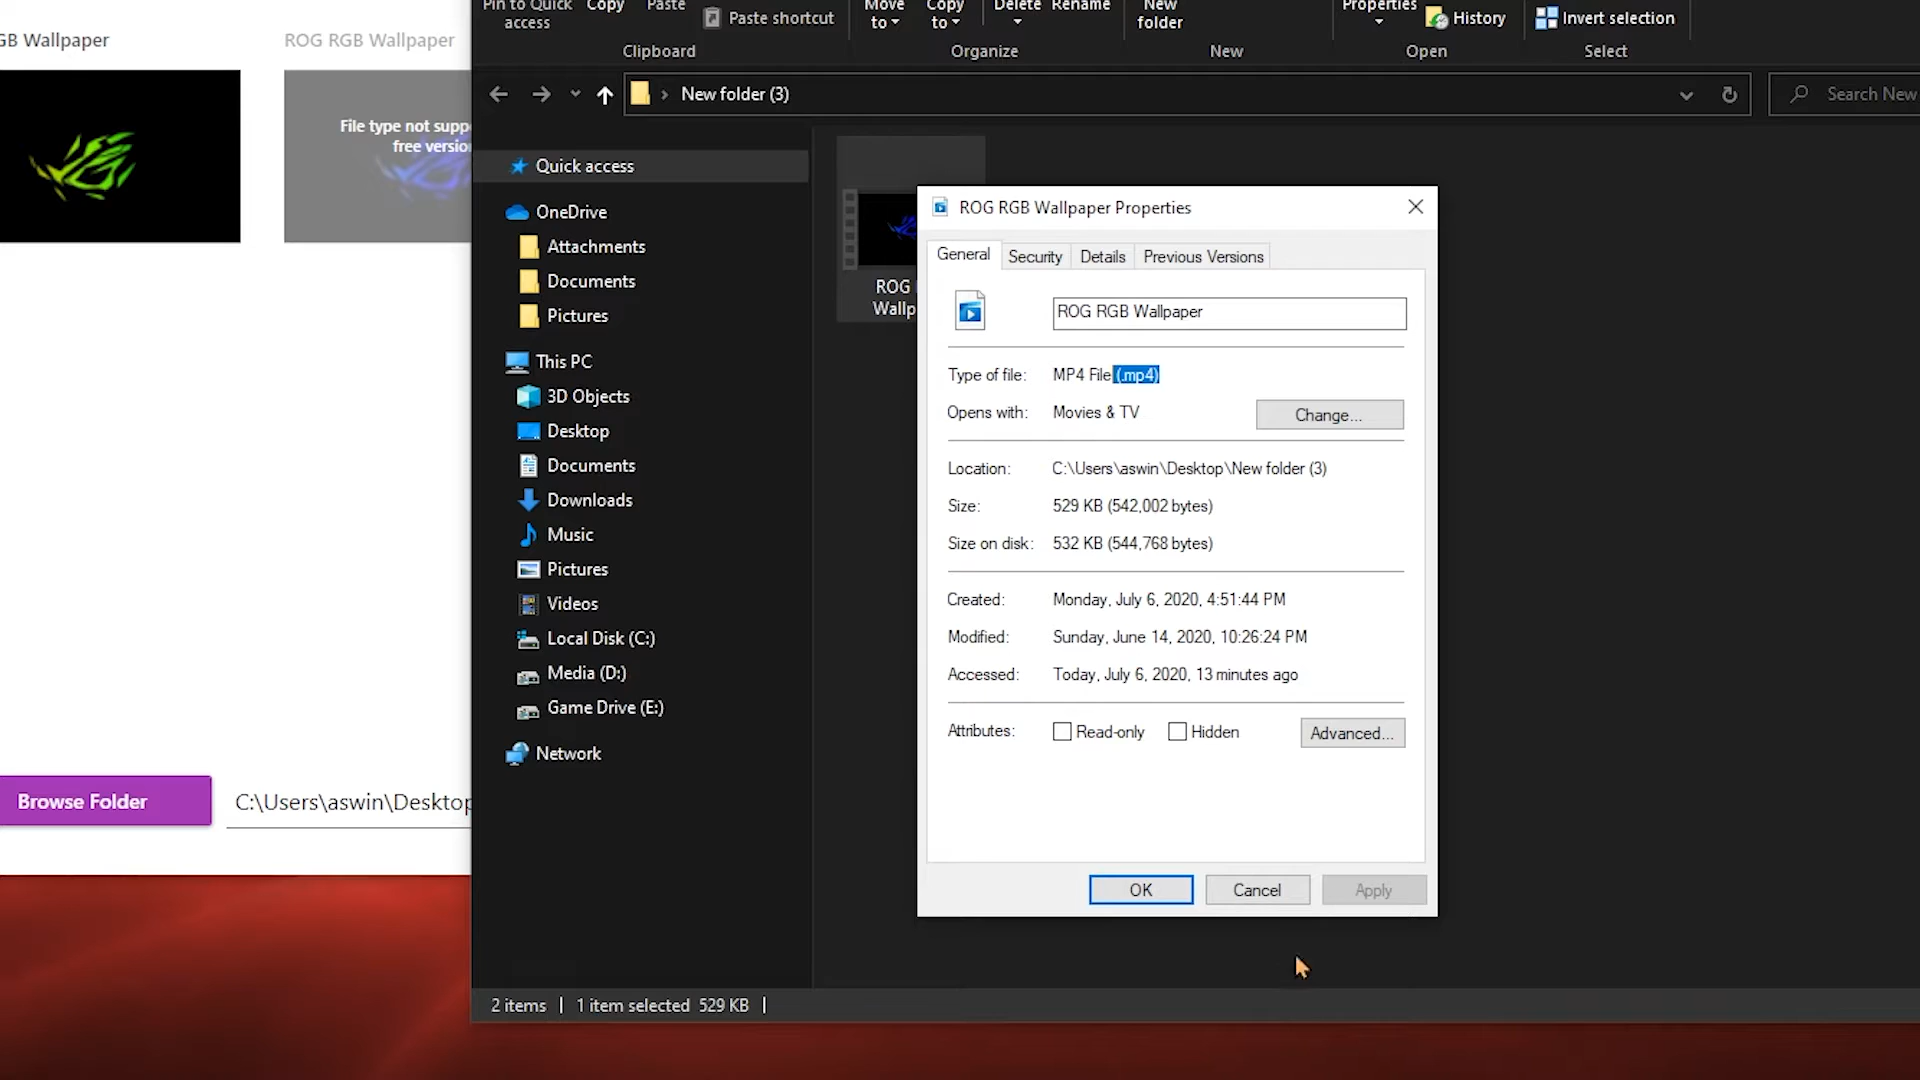 GB Wallpaper
ROG RGB Wallpaper
File type not supp
free versio
Browse Folder
C:\Users\aswin\Desktop
Pin to Quick
access
Copy
Paste
Paste shortcut
Clipboard
Move
to
Copy
to
Delete
Rename
Organize
New
folder
New
Properties
History
Open
Invert selection
Select
New folder (3)
Search New
Quick access
OneDrive
Attachments
Documents
Pictures
This PC
3D Objects
Desktop
Documents
Downloads
Music
Pictures
Videos
Local Disk (C:)
Media (D:)
Game Drive (E:)
Network
ROG
Wallp
ROG RGB Wallpaper Properties
General
Security
Details
Previous Versions
ROG RGB Wallpaper
Type of file: MP4 File (.mp4)
Opens with: Movies & TV
Change...
Location: C:\Users\aswin\Desktop\New folder (3)
Size: 529 KB (542,002 bytes)
Size on disk: 532 KB (544,768 bytes)
Created: Monday, July 6, 2020, 4:51:44 PM
Modified: Sunday, June 14, 2020, 10:26:24 PM
Accessed: Today, July 6, 2020, 13 minutes ago
Attributes: Read-only Hidden
Advanced...
OK
Cancel
Apply
2 items
1 item selected 529 KB